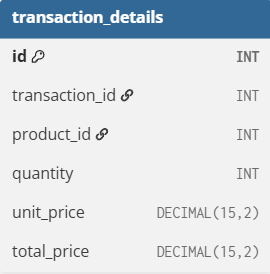 transaction_details
id INT
transaction_id INT
product_id INT
quantity INT
unit_price DECIMAL(15,2)
total_price DECIMAL(15,2)